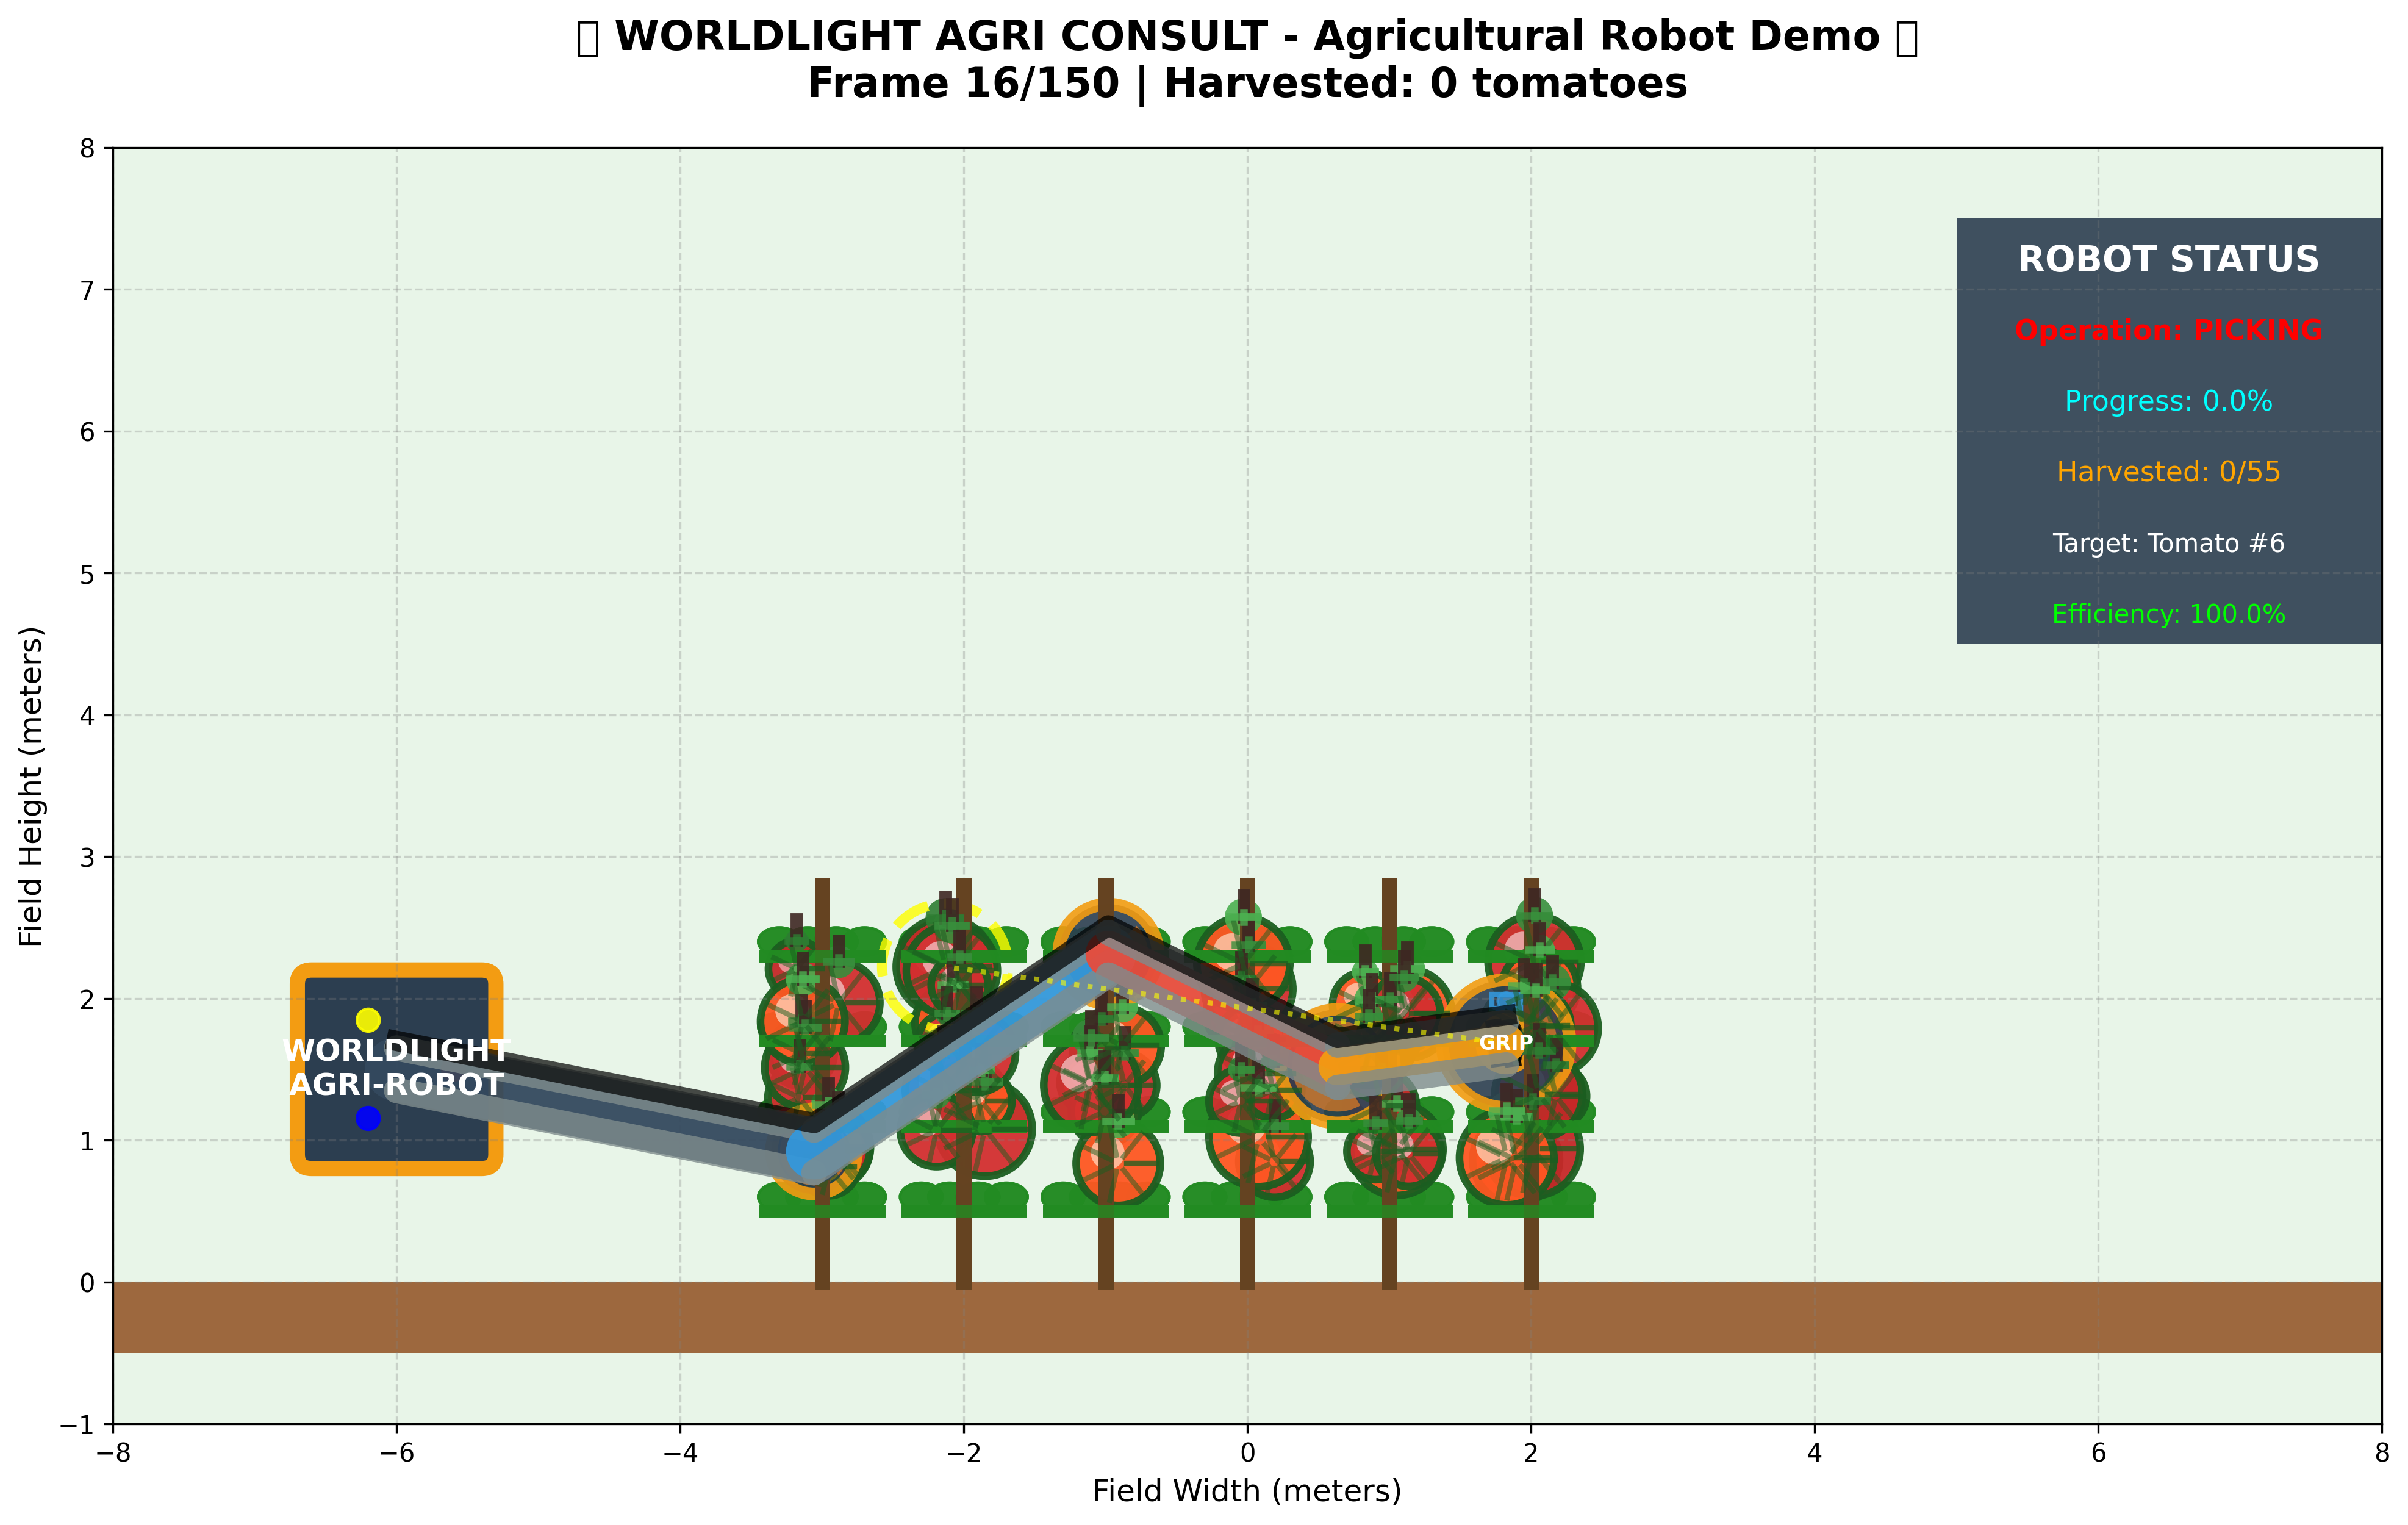 ▯ WORLDLIGHT AGRI CONSULT - Agricultural Robot Demo ▯
Frame 16/150 | Harvested: 0 tomatoes
8
7
6
5
4
3
2
1
0
−1
Field Height (meters)
ROBOT STATUS
Operation: PICKING
Progress: 0.0%
Harvested: 0/55
Target: Tomato #6
Efficiency: 100.0%
WORLDLIGHT
AGRI-ROBOT
GRIP
−8 −6 −4 −2 0 2 4 6 8
Field Width (meters)